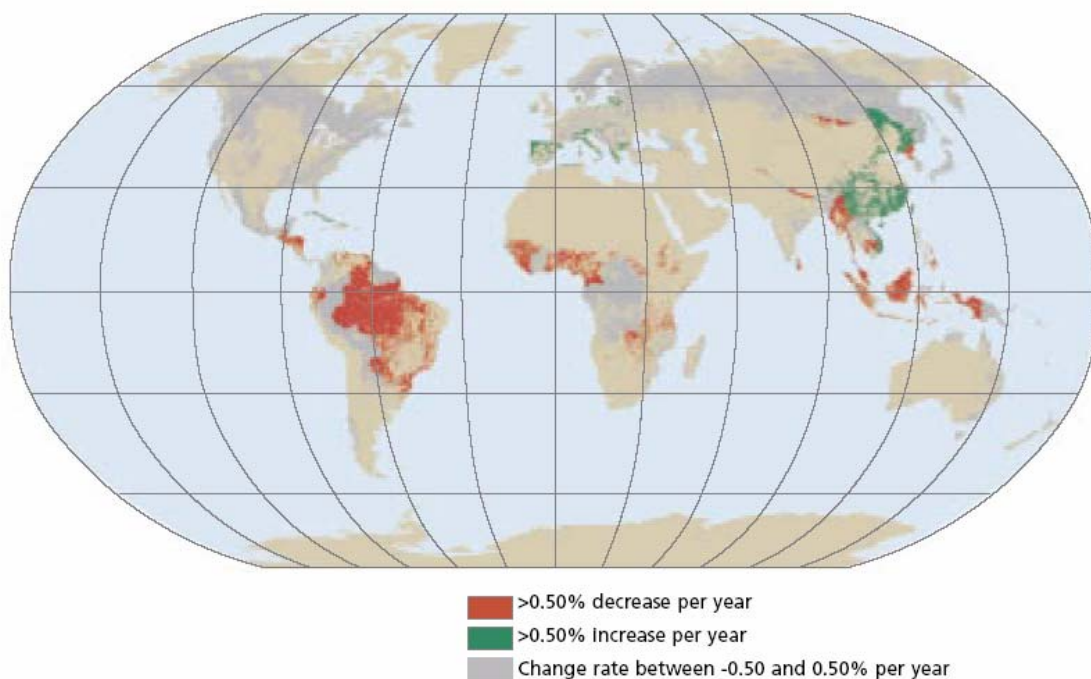 >0.50% decrease per year
>0.50% increase per year
Change rate between -0.50 and 0.50% per year